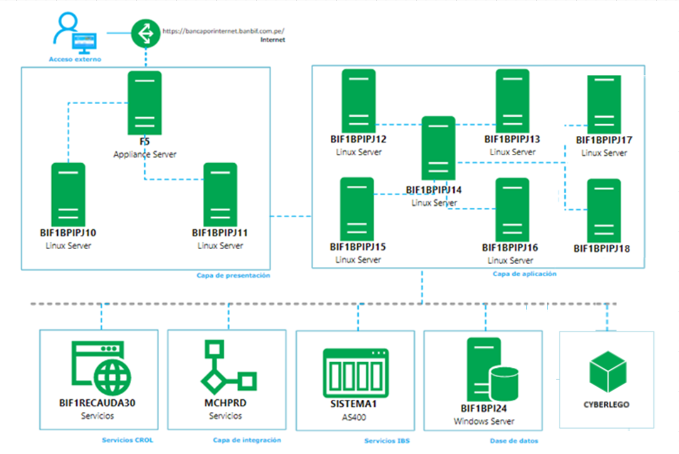 https://bancaporinternet.banbif.com.pe/
Internet
Acceso externo
F5
Appliance Server
BIF1BPIPJ10
Linux Server
BIF1BPIPJ11
Linux Server
Capa de presentación
BIF1BPIPJ12
Linux Server
BIF1BPIPJ13
Linux Server
BIF1BPIPJ17
Linux Server
BIF1BPIPJ14
Linux Server
BIF1BPIPJ15
Linux Server
BIF1BPIPJ16
Linux Server
BIF1BPIPJ18
Capa de aplicación
BIF1RECAUDA30
Servicios
Servicios CROL
MCHPRD
Servicios
Capa de integración
SISTEMA1
AS400
Servicios IBS
BIF1BPI24
Windows Server
Dase de datos
CYBERLEGO